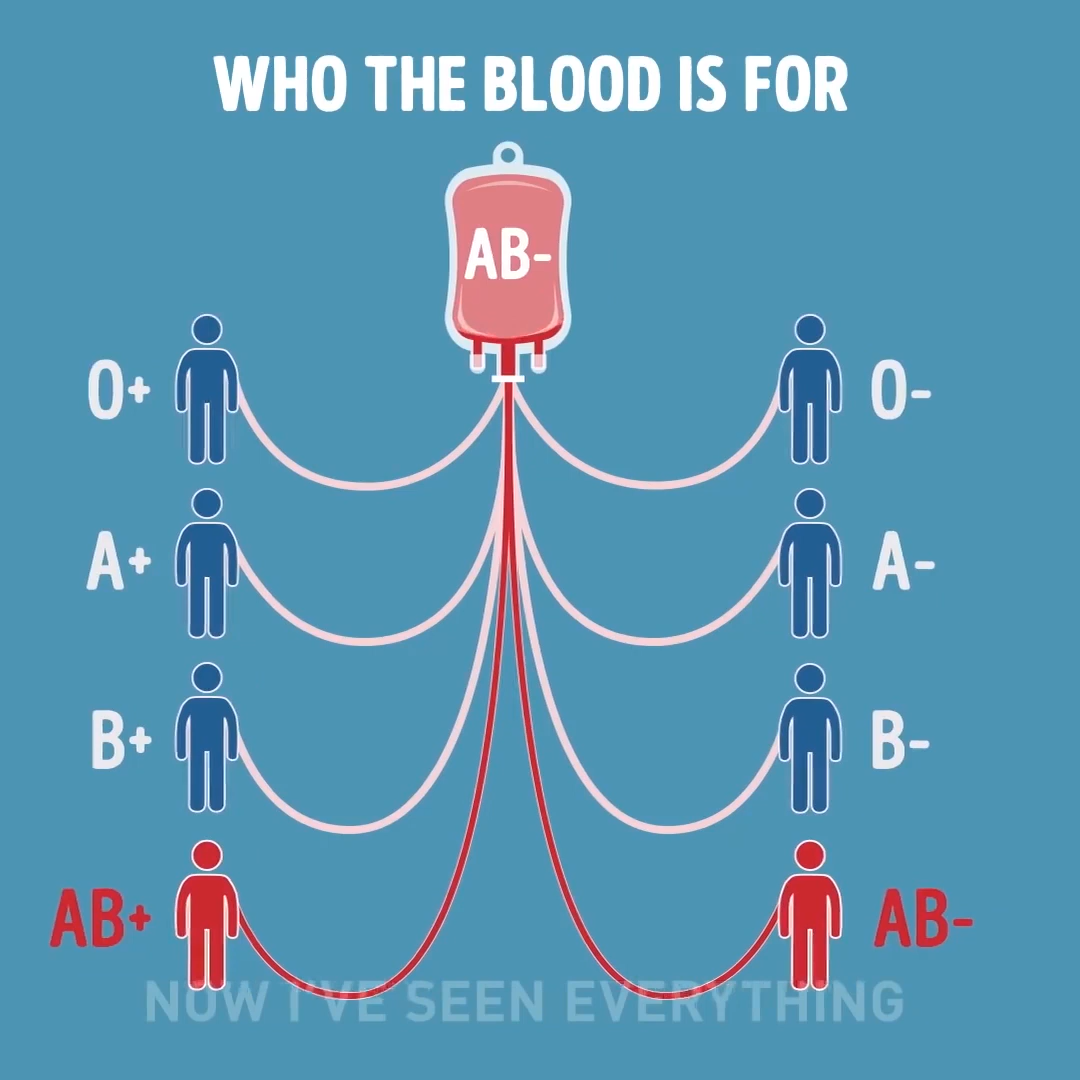 WHO THE BLOOD IS FOR
AB-
O+ O-
A+ A-
B+ B-
AB+ AB-
NOW I'VE SEEN EVERYTHING